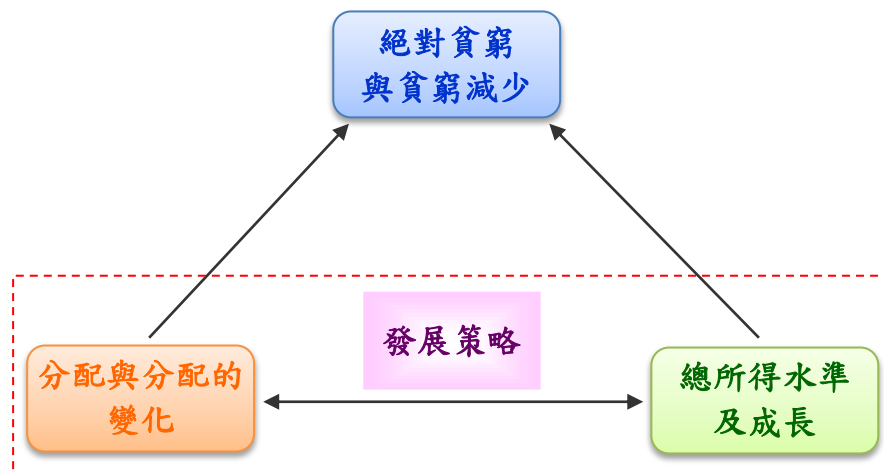 絕對貧窮
與貧窮減少
發展策略
分配與分配的
變化
總所得水準
及成長